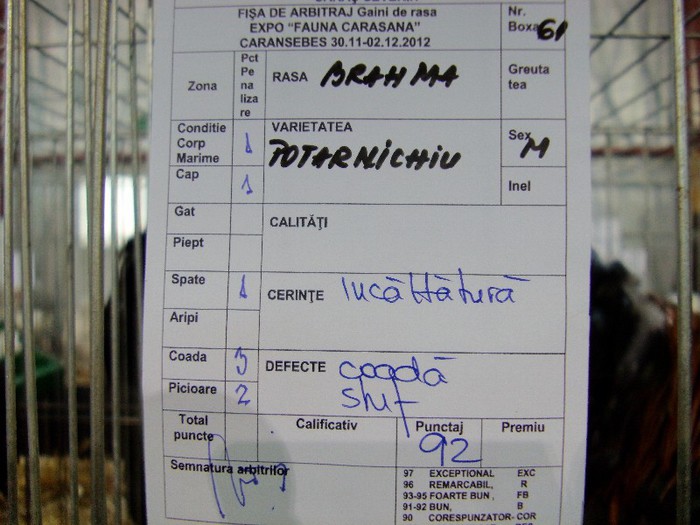 FIŞA DE ARBITRAJ Gaini de rasa
EXPO "FAUNA CARASANA"
CARANSEBES 30.11-02.12.2012
Nr.
Boxa 61
Zona
Pct
Pe
na
liza
re
RASA BRAHMA
Greuta
tea
Conditie
Corp
Marime
1
VARIETATEA
POTARNICHIU
Sex M
Cap
1
Inel
Gat
CALITĂŢI
Piept
Spate
1
CERINŢE Incălţătură
Aripi
Coada
3
DEFECTE coadă
Picioare
2
Total
puncte
Calificativ
Punctaj
92
Premiu
Semnatura arbitrilor
97 EXCEPTIONAL EXC
96 REMARCABIL, R
93-95 FOARTE BUN , FB
91-92 BUN, B
90 CORESPUNZATOR- COR